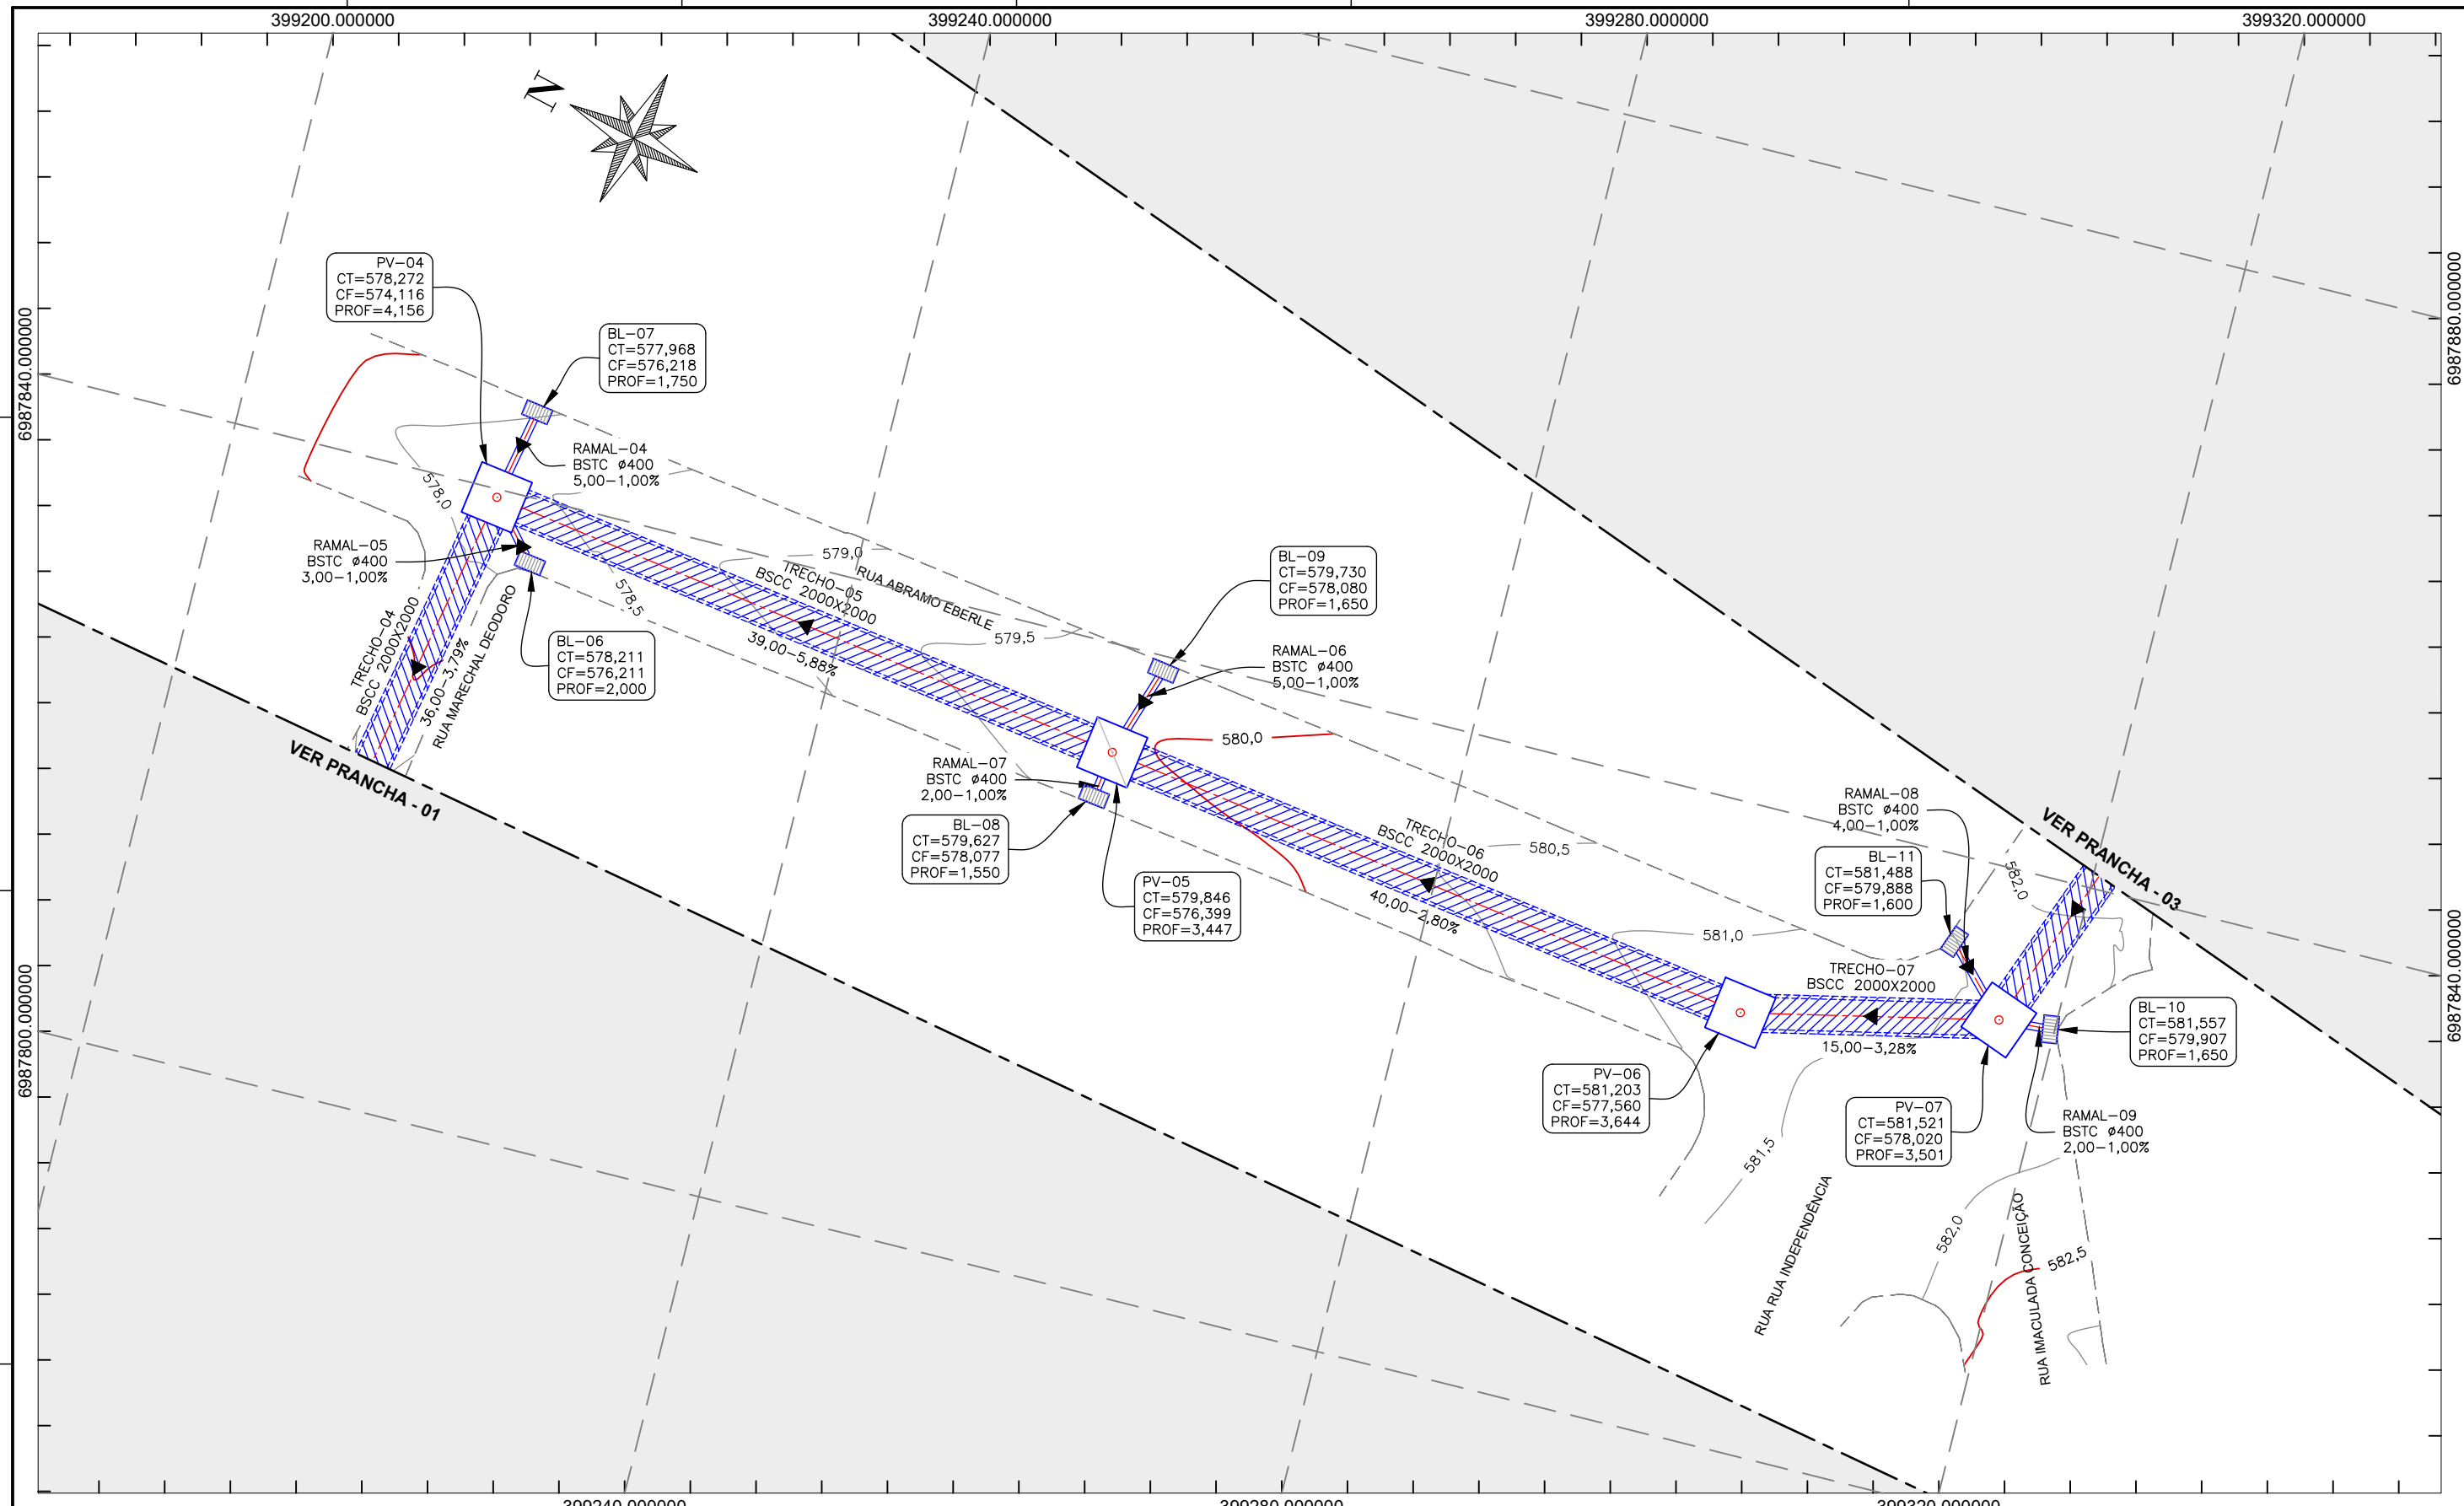 399200.000000
399240.000000
399280.000000
399320.000000
N
6987840.000000
6987800.000000
6987880.000000
6987840.000000
PV-04
CT=578,272
CF=574,116
PROF=4,156
BL-07
CT=577,968
CF=576,218
PROF=1,750
RAMAL-04
BSTC ø400
5,00-1,00%
578,0
RAMAL-05
BSTC ø400
3,00-1,00%
578,5
579,0
TRECHO-05
BSCC 2000X2000
39,00-5,88%
RUA ABRAMO EBERLE
579,5
TRECHO-04
BSCC 2000X2000
36,00-3,79%
RUA MARECHAL DEODORO
BL-06
CT=578,211
CF=576,211
PROF=2,000
VER PRANCHA - 01
BL-09
CT=579,730
CF=578,080
PROF=1,650
RAMAL-06
BSTC ø400
5,00-1,00%
580,0
RAMAL-07
BSTC ø400
2,00-1,00%
BL-08
CT=579,627
CF=578,077
PROF=1,550
PV-05
CT=579,846
CF=576,399
PROF=3,447
TRECHO-06
BSCC 2000X2000
40,00-2,80%
580,5
581,0
RAMAL-08
BSTC ø400
4,00-1,00%
BL-11
CT=581,488
CF=579,888
PROF=1,600
VER PRANCHA - 03
582,0
TRECHO-07
BSCC 2000X2000
15,00-3,28%
BL-10
CT=581,557
CF=579,907
PROF=1,650
PV-06
CT=581,203
CF=577,560
PROF=3,644
PV-07
CT=581,521
CF=578,020
PROF=3,501
RAMAL-09
BSTC ø400
2,00-1,00%
581,5
RUA RUA INDEPENDÊNCIA
582,0
RUA IMACULADA CONCEIÇÃO
582,5
399240.000000
399280.000000
399320.000000